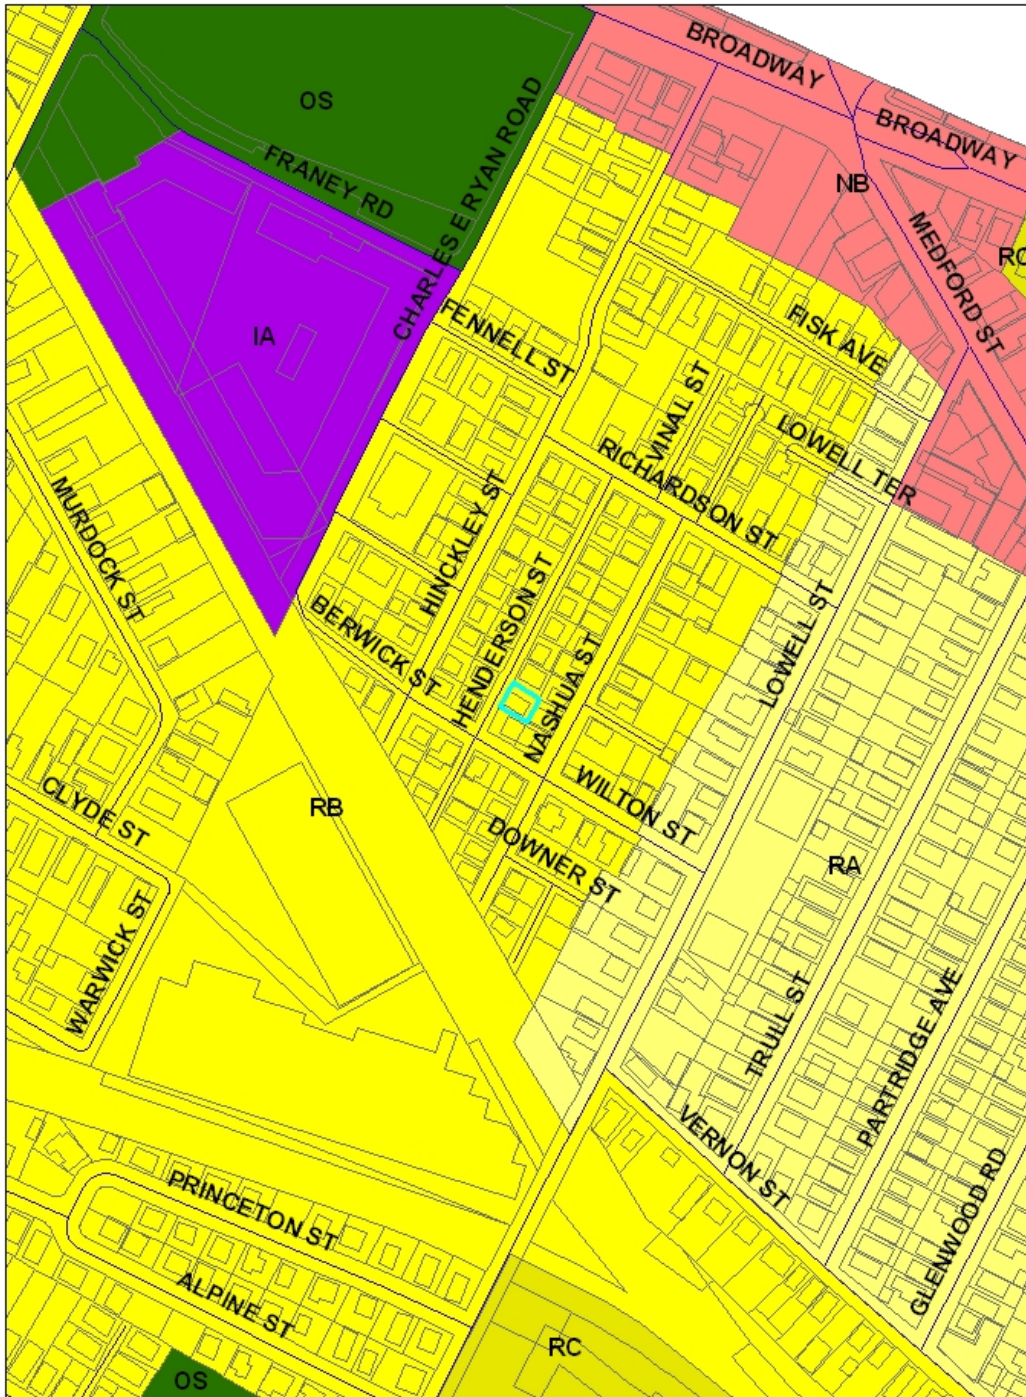 BROADWAY
BROADWAY
OS
CHARLES E RYAN ROAD
FRANEY RD
NB
MEDFORD ST
RC
IA
FENNELL ST
FISK AVE
VINAL ST
LOWELL TER
RICHARDSON ST
MURDOCK ST
HINCKLEY ST
HENDERSON ST
BERWICK ST
NASHUA ST
LOWELL ST
WILTON ST
CLYDE ST
RB
DOWNER ST
RA
WARWICK ST
TRULL ST
PARTRIDGE AVE
VERNON ST
GLENWOOD RD
PRINCETON ST
ALPINE ST
RC
OS